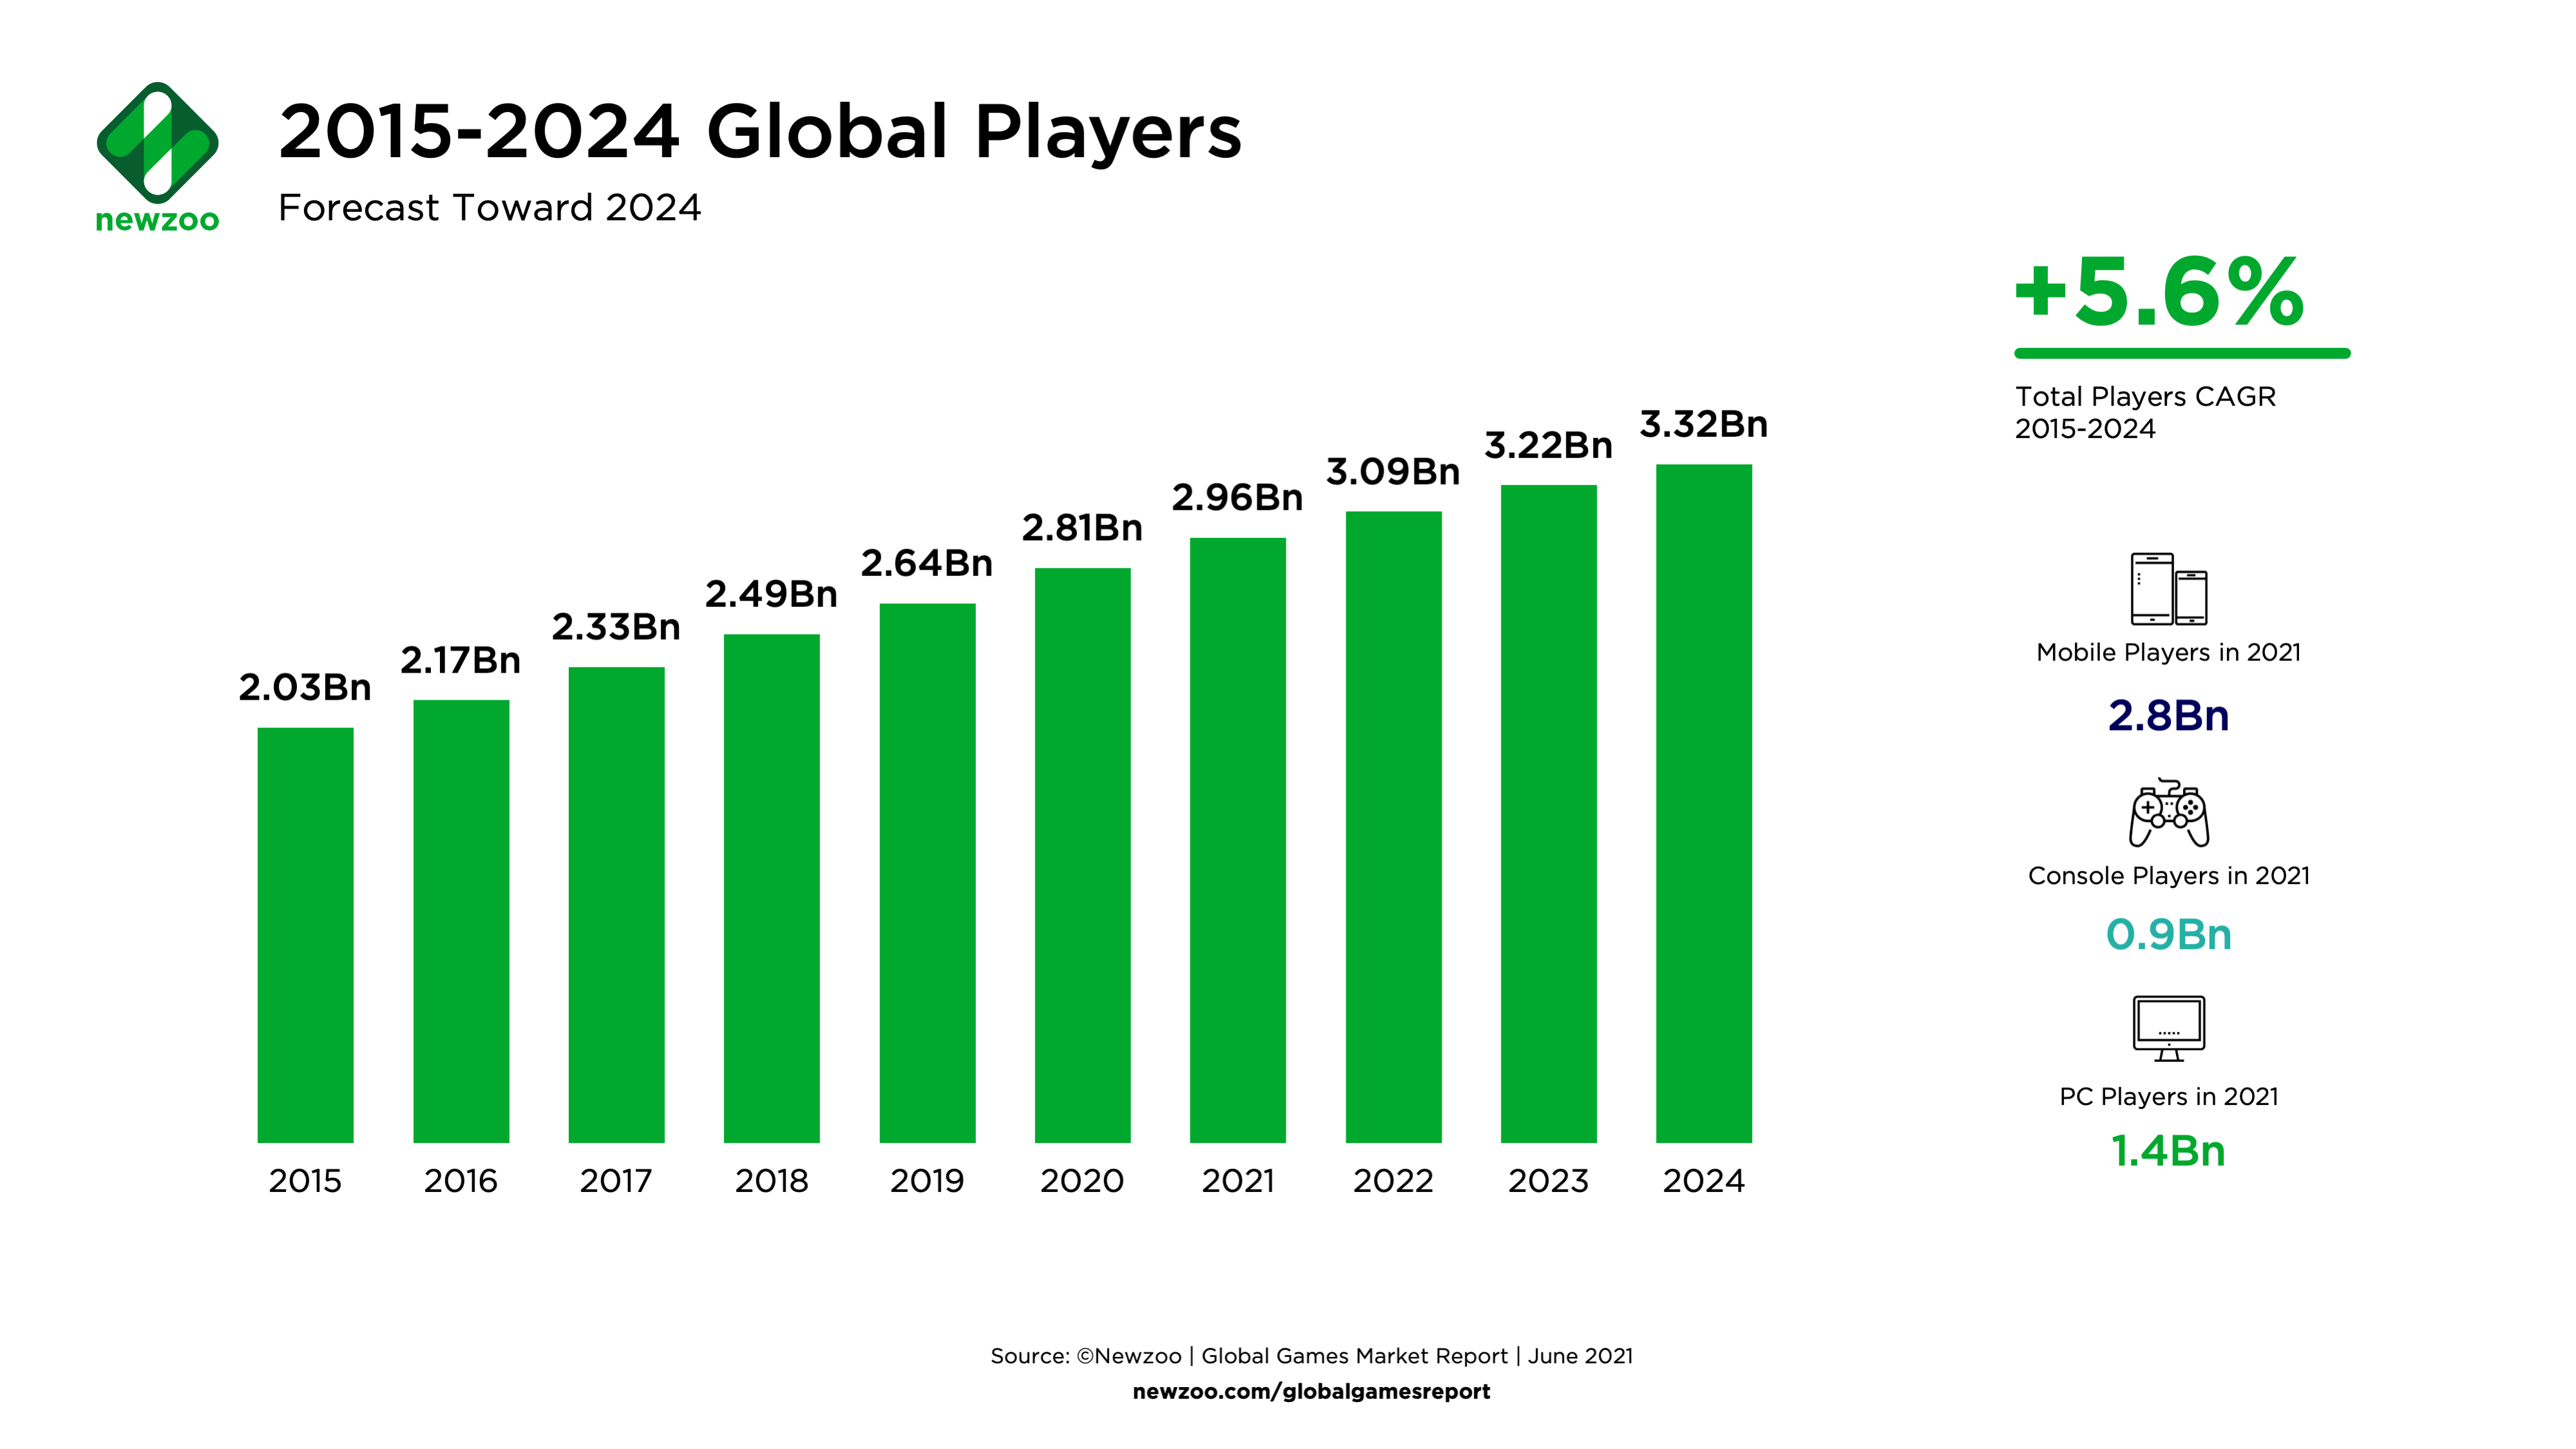 newzoo
2015-2024 Global Players
Forecast Toward 2024
+5.6%
Total Players CAGR
2015-2024
2.03Bn
2.17Bn
2.33Bn
2.49Bn
2.64Bn
2.81Bn
2.96Bn
3.09Bn
3.22Bn
3.32Bn
2015
2016
2017
2018
2019
2020
2021
2022
2023
2024
Mobile Players in 2021
2.8Bn
Console Players in 2021
0.9Bn
PC Players in 2021
1.4Bn
Source: ©Newzoo | Global Games Market Report | June 2021
newzoo.com/globalgamesreport